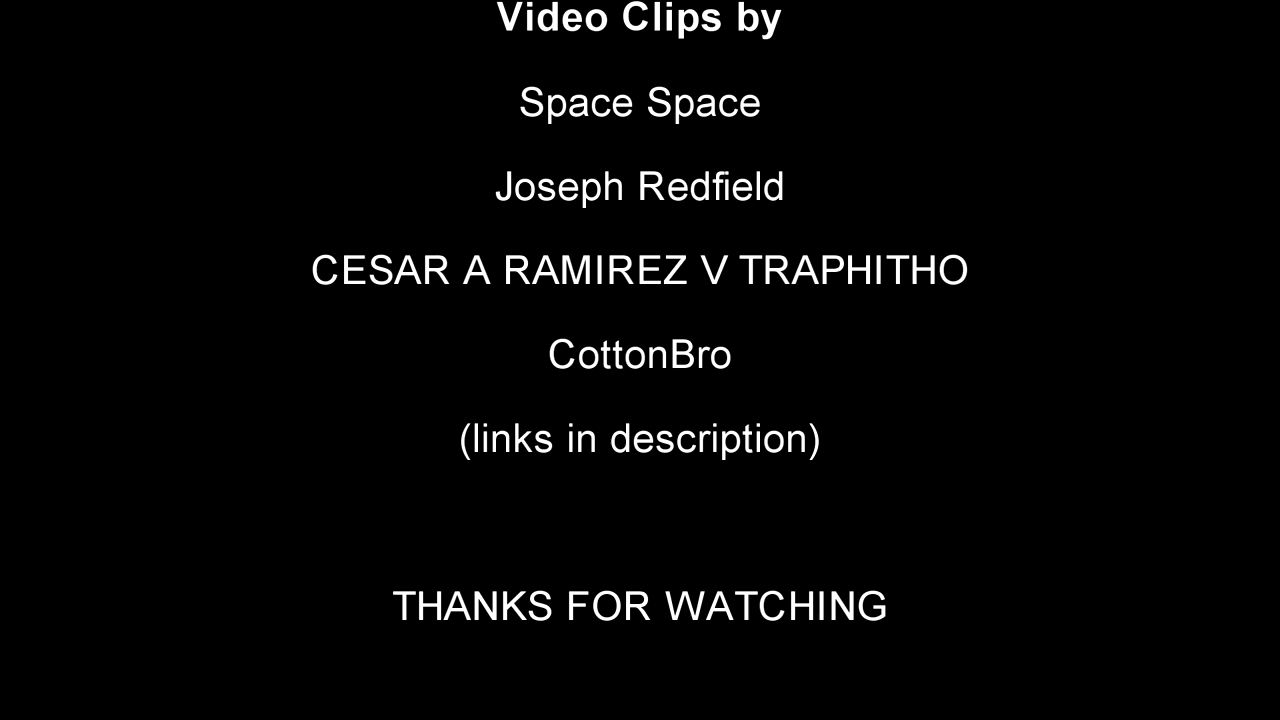 Video Clips by
Space Space
Joseph Redfield
CESAR A RAMIREZ V TRAPHITHO
CottonBro
(links in description)
THANKS FOR WATCHING